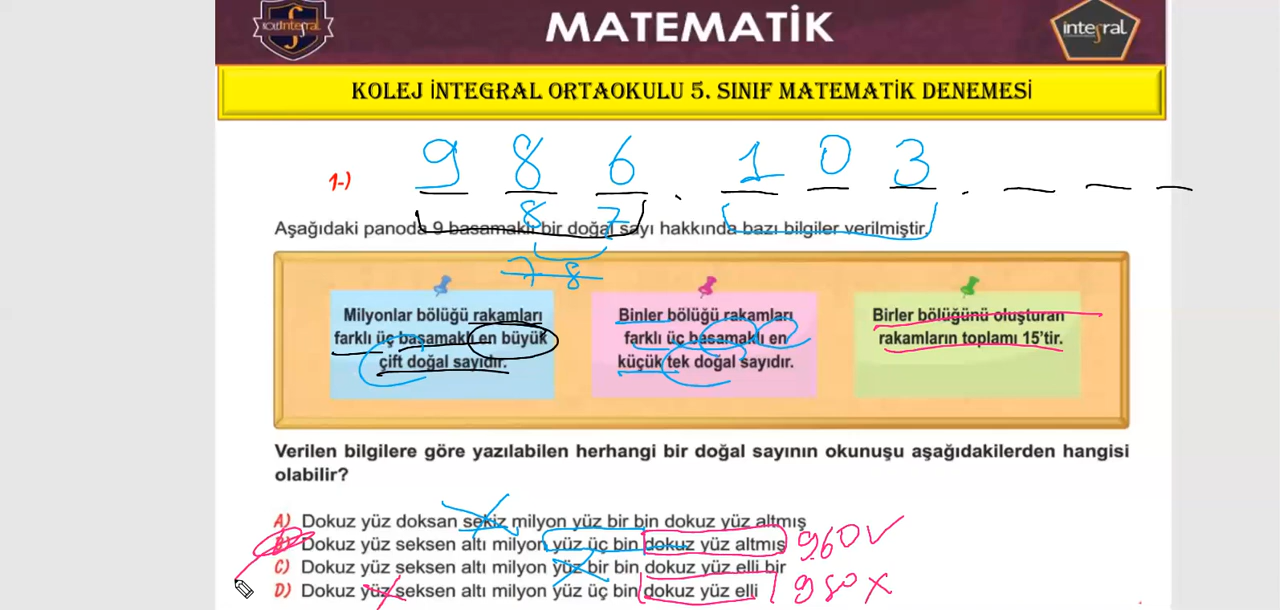 KOLEJ İntegral
MATEMATİK
integral
KOLEJ İNTEGRAL ORTAOKULU 5. SINIF MATEMATİK DENEMESİ
9 8 6 . 1 0 3 .
1-)
8 7
Aşağıdaki panoda 9 basamaklı bir doğal sayı hakkında bazı bilgiler verilmiştir.
7 8
Milyonlar bölüğü rakamları
farklı üç basamaklı en büyük
çift doğal sayıdır.
Binler bölüğü rakamları
farklı üç basamaklı en
küçük tek doğal sayıdır.
Birler bölüğünü oluşturan
rakamların toplamı 15'tir.
Verilen bilgilere göre yazılabilen herhangi bir doğal sayının okunuşu aşağıdakilerden hangisi
olabilir?
A) Dokuz yüz doksan sekiz milyon yüz bir bin dokuz yüz altmış
B) Dokuz yüz seksen altı milyon yüz üç bin dokuz yüz altmış 960 ✓
C) Dokuz yüz seksen altı milyon yüz bir bin dokuz yüz elli bir
D) Dokuz yüz seksen altı milyon yüz üç bin dokuz yüz elli 950 X